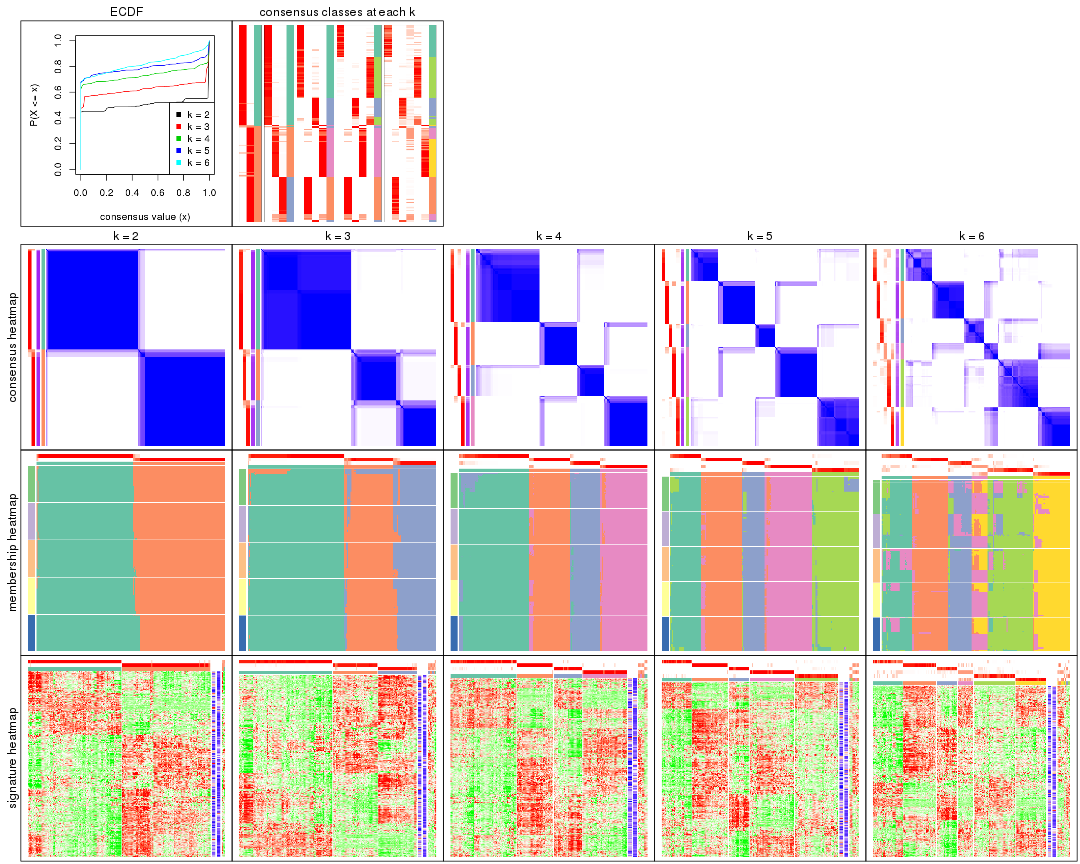 ECDF
consensus classes at each k
P(X <= x)
1.0
0.8
0.6
0.4
0.2
0.0
k = 2
k = 3
k = 4
k = 5
k = 6
0.0 0.2 0.4 0.6 0.8 1.0
consensus value (x)
k = 2
k = 3
k = 4
k = 5
k = 6
consensus heatmap
membership heatmap
signature heatmap